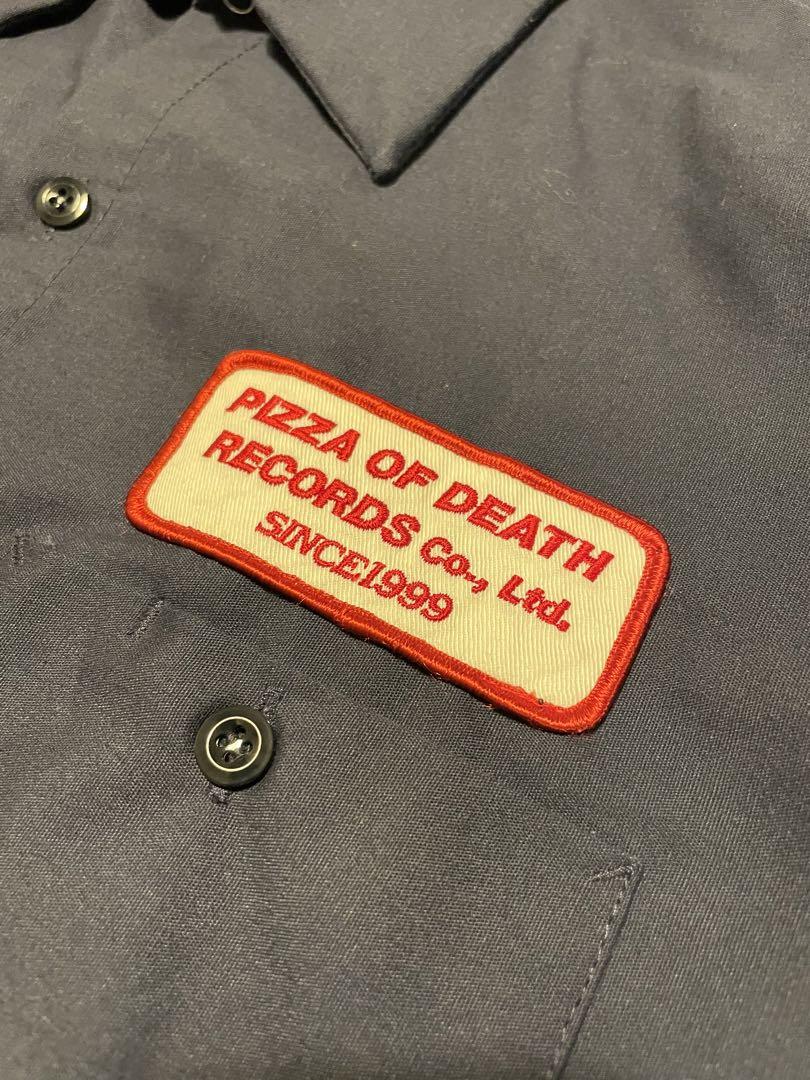 PIZZA OF DEATH
RECORDS Co., Ltd.
SINCE1999